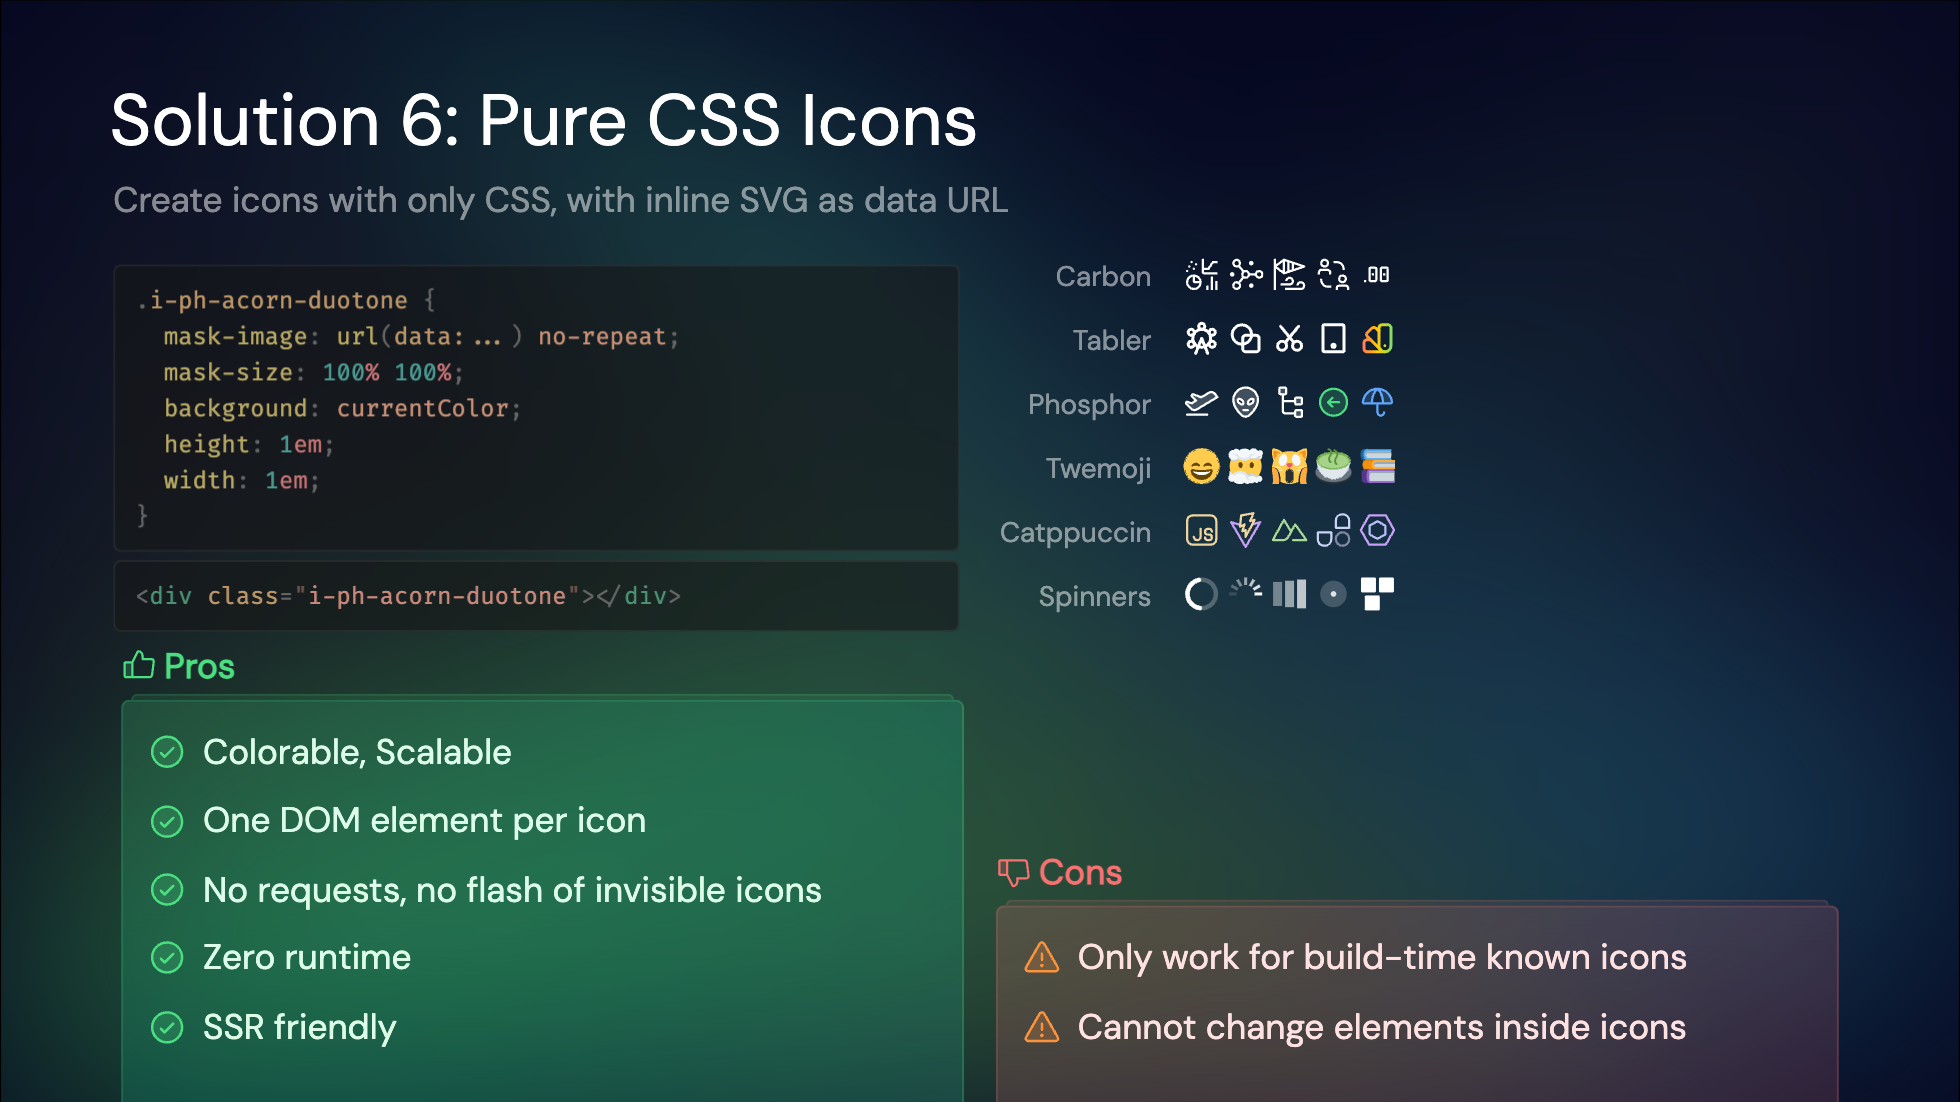 Solution 6: Pure CSS Icons
Create icons with only CSS, with inline SVG as data URL
.i-ph-acorn-duotone {
  mask-image: url(data: ... ) no-repeat;
  mask-size: 100% 100%;
  background: currentColor;
  height: 1em;
  width: 1em;
}
<div class="i-ph-acorn-duotone"></div>
Carbon .00
Tabler
Phosphor
Twemoji
Catppuccin JS
Spinners
Pros
Colorable, Scalable
One DOM element per icon
No requests, no flash of invisible icons
Zero runtime
SSR friendly
Cons
Only work for build-time known icons
Cannot change elements inside icons